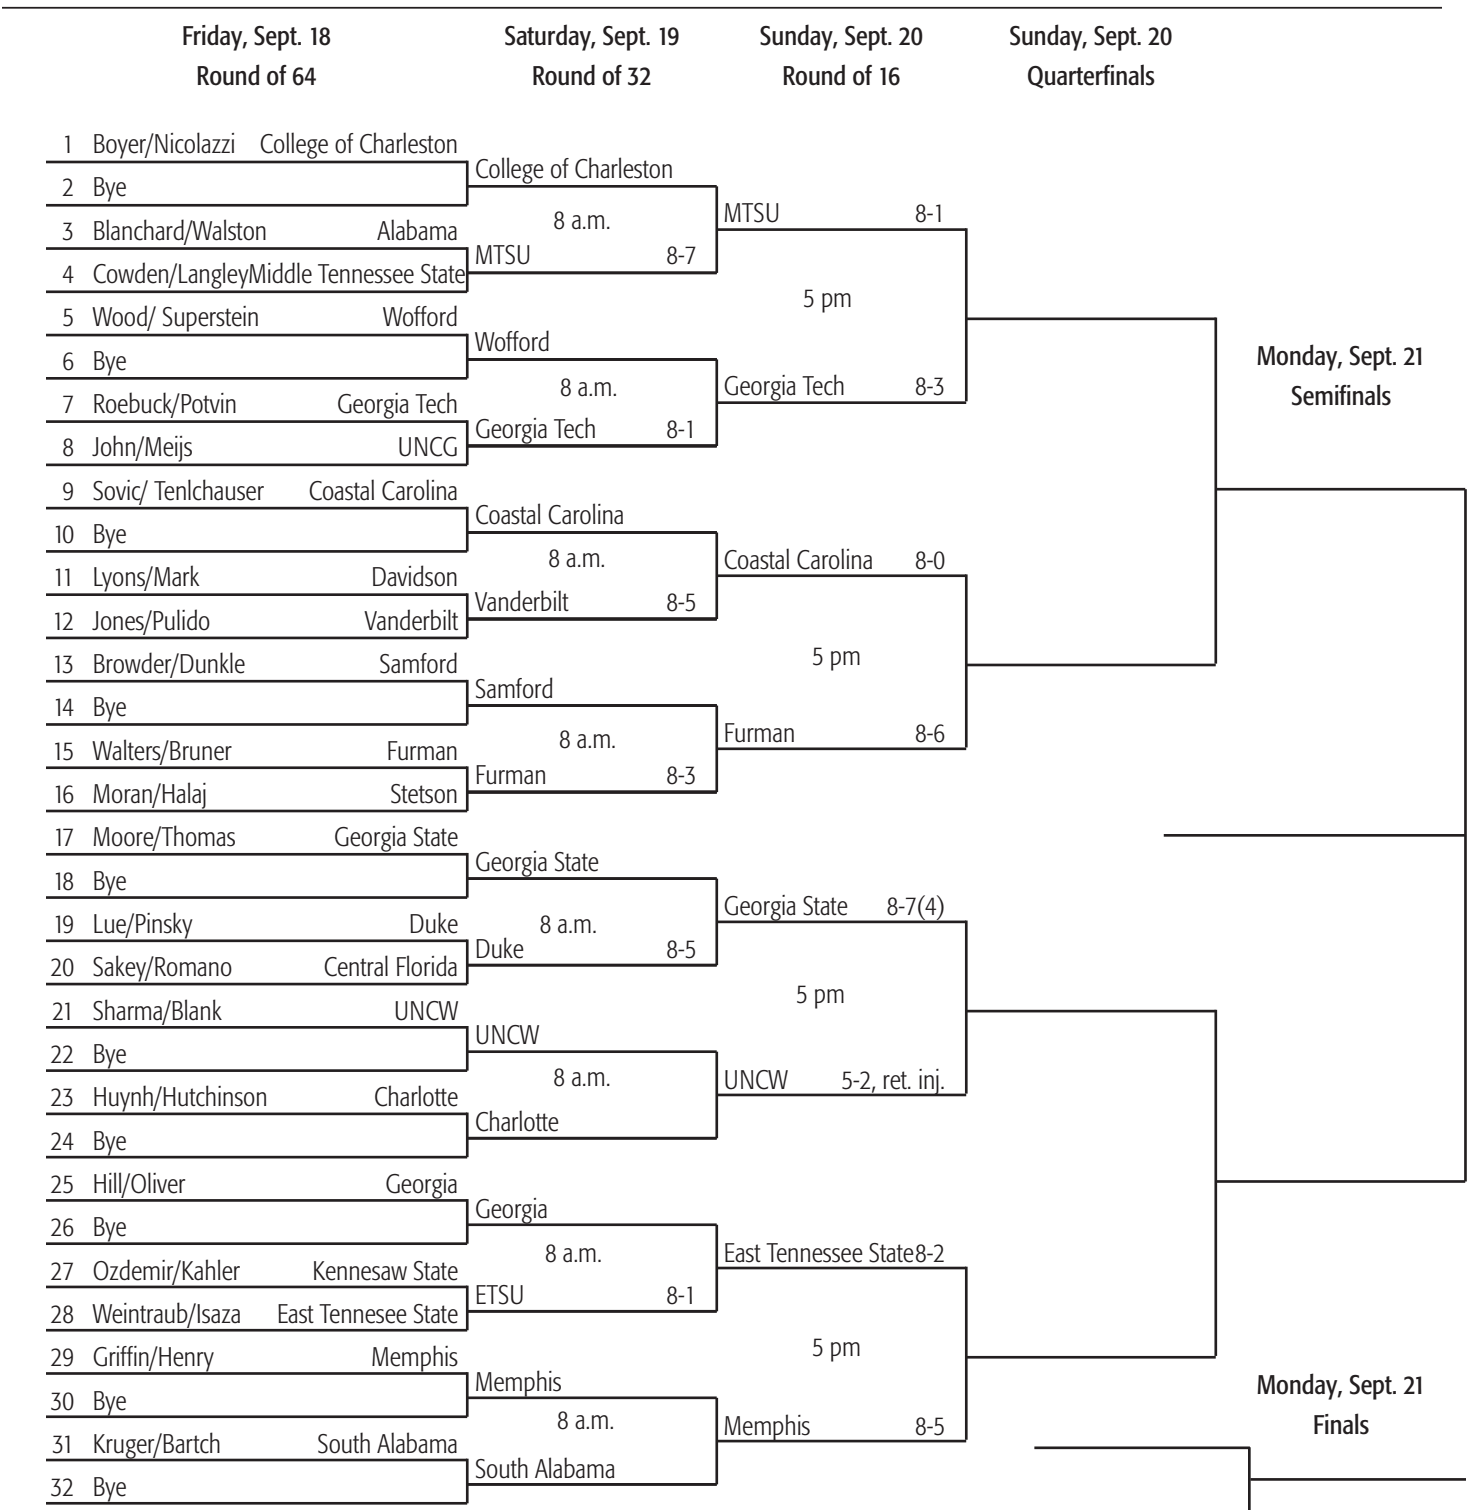 Friday, Sept. 18 Saturday, Sept. 19 Sunday, Sept. 20 Sunday, Sept. 20
Round of 64 Round of 32 Round of 16 Quarterfinals
1 Boyer/Nicolazzi College of Charleston
College of Charleston
2 Bye
8 a.m.
MTSU 8-1
3 Blanchard/Walston Alabama
MTSU 8-7
4 Cowden/LangleyMiddle Tennessee State
5 pm
5 Wood/ Superstein Wofford
Wofford
6 Bye
Monday, Sept. 21
Semifinals
8 a.m.
Georgia Tech 8-3
7 Roebuck/Potvin Georgia Tech
Georgia Tech 8-1
8 John/Meijs UNCG
9 Sovic/ Tenlchauser Coastal Carolina
Coastal Carolina
10 Bye
8 a.m.
Coastal Carolina 8-0
11 Lyons/Mark Davidson
Vanderbilt 8-5
12 Jones/Pulido Vanderbilt
5 pm
13 Browder/Dunkle Samford
Samford
14 Bye
8 a.m.
Furman 8-6
15 Walters/Bruner Furman
Furman 8-3
16 Moran/Halaj Stetson
17 Moore/Thomas Georgia State
Georgia State
18 Bye
8 a.m.
Georgia State 8-7(4)
19 Lue/Pinsky Duke
Duke 8-5
20 Sakey/Romano Central Florida
5 pm
21 Sharma/Blank UNCW
UNCW
22 Bye
8 a.m.
UNCW 5-2, ret. inj.
23 Huynh/Hutchinson Charlotte
Charlotte
24 Bye
25 Hill/Oliver Georgia
Georgia
26 Bye
8 a.m.
East Tennessee State8-2
27 Ozdemir/Kahler Kennesaw State
ETSU 8-1
28 Weintraub/Isaza East Tennesee State
5 pm
29 Griffin/Henry Memphis
Memphis
30 Bye
Monday, Sept. 21
Finals
8 a.m.
Memphis 8-5
31 Kruger/Bartch South Alabama
South Alabama
32 Bye